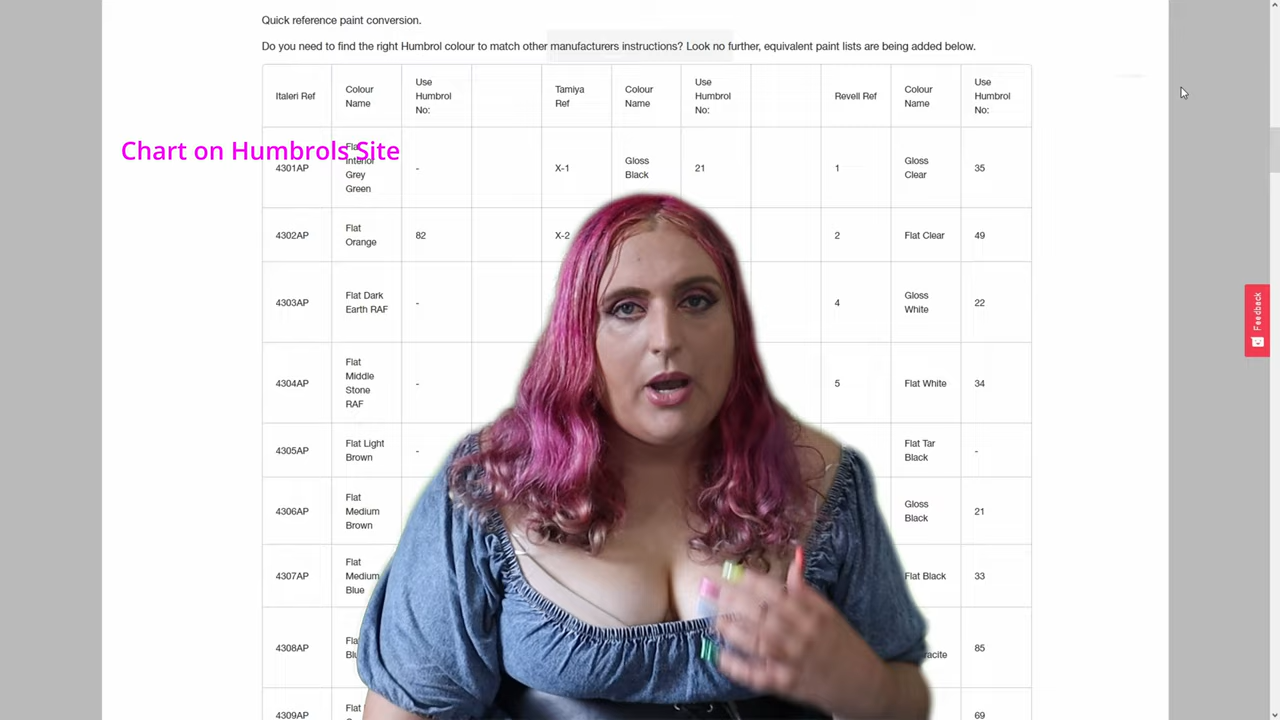 Quick reference paint conversion.
Do you need to find the right Humbrol colour to match other manufacturers instructions? Look no further, equivalent paint lists are being added below.
Italeri Ref
Colour
Name
Use
Humbrol
No:
Tamiya
Ref
Colour
Name
Use
Humbrol
No:
Revell Ref
Colour
Name
Use
Humbrol
No:
Chart on Humbrols Site
4301AP
Flat
Interior
Grey
Green
-
X-1
Gloss
Black
21
1
Gloss
Clear
35
4302AP
Flat
Orange
82
X-2
2
Flat Clear
49
4303AP
Flat Dark
Earth RAF
-
4
Gloss
White
22
4304AP
Flat
Middle
Stone
RAF
-
5
Flat White
34
4305AP
Flat Light
Brown
-
Flat Tar
Black
-
4306AP
Flat
Medium
Brown
Gloss
Black
21
4307AP
Flat
Medium
Blue
Flat Black
33
4308AP
85
4309AP
69
Feedback